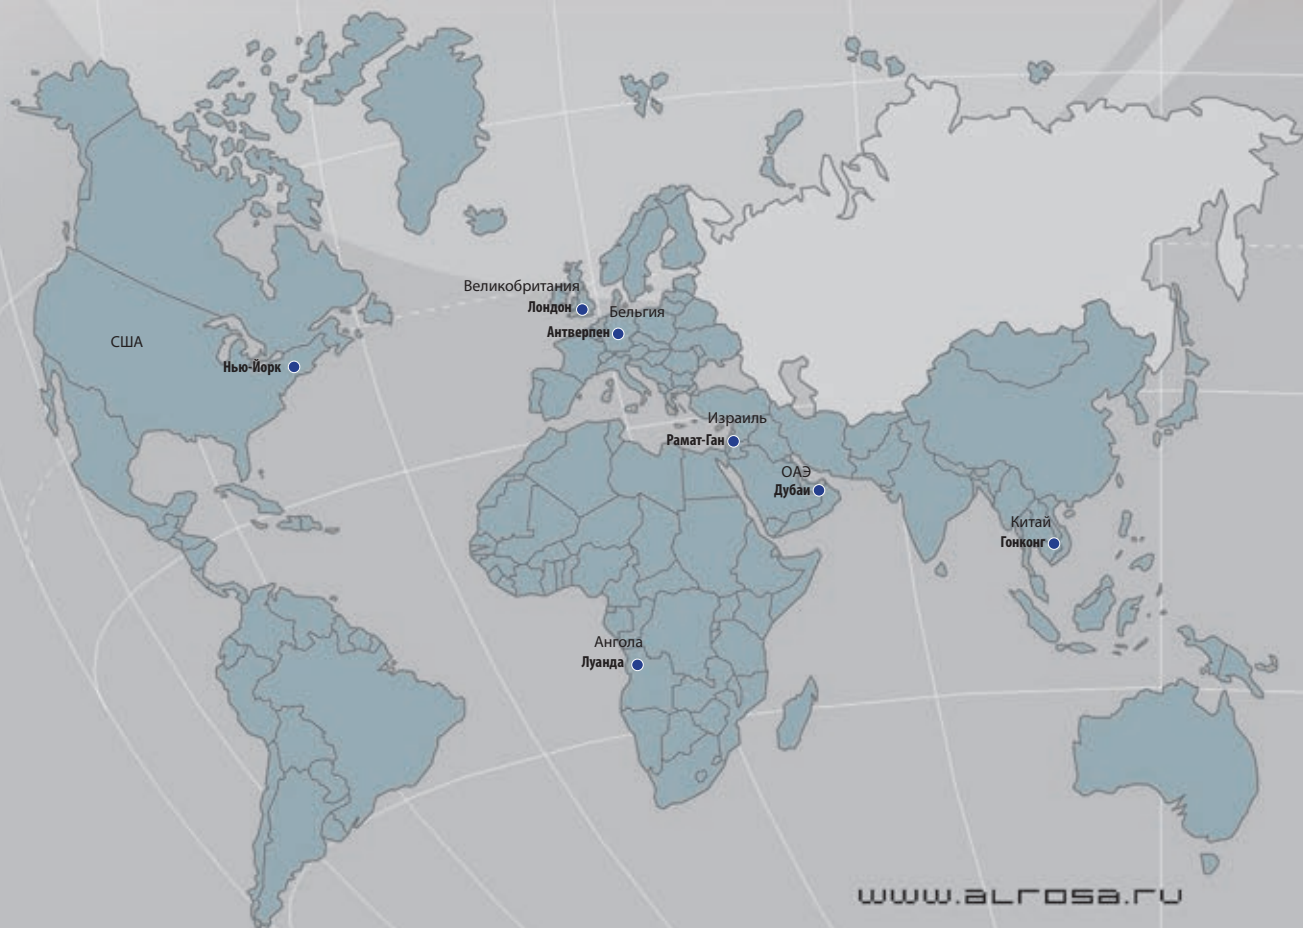 Великобритания
Лондон
Бельгия
Антверпен
США
Нью-Йорк
Израиль
Рамат-Ган
ОАЭ
Дубаи
Китай
Гонконг
Ангола
Луанда
www.alrosa.ru